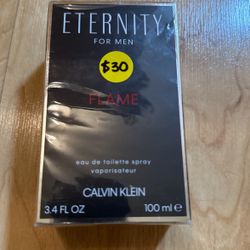 ETERNITY
FOR MEN
$30
FLAME
eau de toilette spray
vaporisateur
CALVIN KLEIN
3.4 FL OZ 100 ml ℮